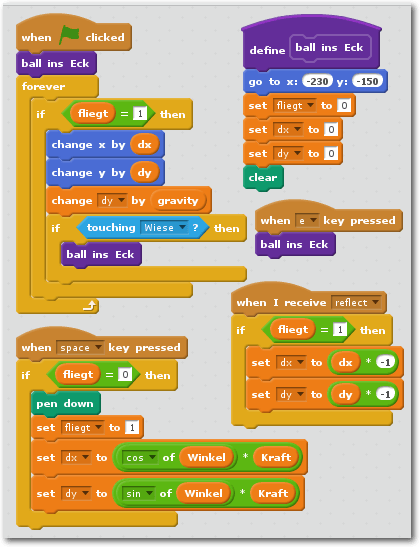 when clicked
ball ins Eck
forever
if fliegt = 1 then
change x by dx
change y by dy
change dy by gravity
if touching Wiese ? then
ball ins Eck
define ball ins Eck
go to x: -230 y: -150
set fliegt to 0
set dx to 0
set dy to 0
clear
when e key pressed
ball ins Eck
when I receive reflect
if fliegt = 1 then
set dx to dx * -1
set dy to dy * -1
when space key pressed
if fliegt = 0 then
pen down
set fliegt to 1
set dx to cos of Winkel * Kraft
set dy to sin of Winkel * Kraft